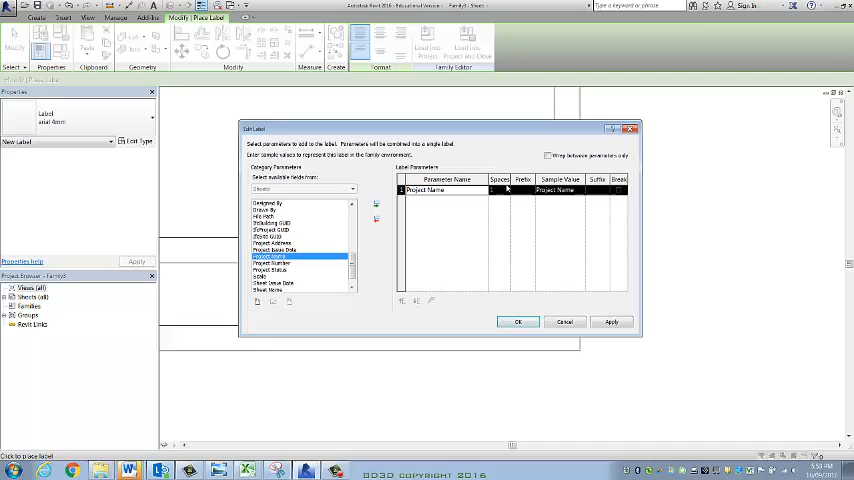 Autodesk Revit 2016 - Educational Version - Family3 - Sheet:
Type a keyword or phrase
Sign In
Create Insert View Manage Add-Ins Modify | Place Label
Modify
Paste
Cut
Join
Load into Project
Load into Project and Close
Select Properties Clipboard Geometry Modify Measure Create Format Family Editor
Modify | Place Label
Properties
Label
arial 4mm
New Label
Edit Type
Properties help
Apply
Project Browser - Family3
Views (all)
Sheets (all)
Families
Groups
Revit Links
Edit Label
Select parameters to add to the label. Parameters will be combined into a single label.
Enter sample values to represent this label in the family environment.
Wrap between parameters only
Category Parameters
Label Parameters
Select available fields from:
Sheets
Parameter Name Spaces Prefix Sample Value Suffix Break
1 Project Name 1 Project Name
Designed By
Drawn By
File Path
IfcBuilding GUID
IfcProject GUID
IfcSite GUID
Project Address
Project Issue Date
Project Name
Project Number
Project Status
Scale
Sheet Issue Date
Sheet Name
OK
Cancel
Apply
Click to place label
:0
5:53 PM
16/09/2016
DD3D COPYRIGHT 2016